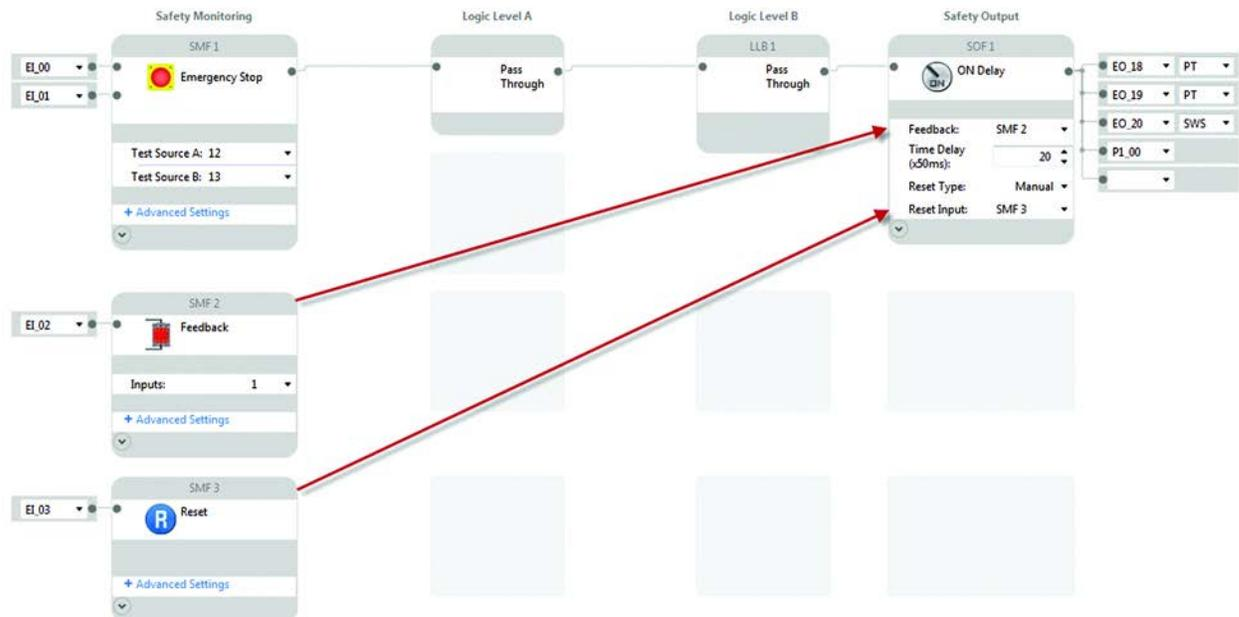 Safety Monitoring
Logic Level A
Logic Level B
Safety Output
SMF 1
EI_00
EI_01
Emergency Stop
Test Source A: 12
Test Source B: 13
+ Advanced Settings
Pass
Through
LLB 1
Pass
Through
SOF 1
ON
ON Delay
Feedback: SMF 2
Time Delay
(x50ms): 20
Reset Type: Manual
Reset Input: SMF 3
EO_18 PT
EO_19 PT
EO_20 SWS
P1_00
SMF 2
EI_02
Feedback
Inputs: 1
+ Advanced Settings
SMF 3
EI_03
R
Reset
+ Advanced Settings